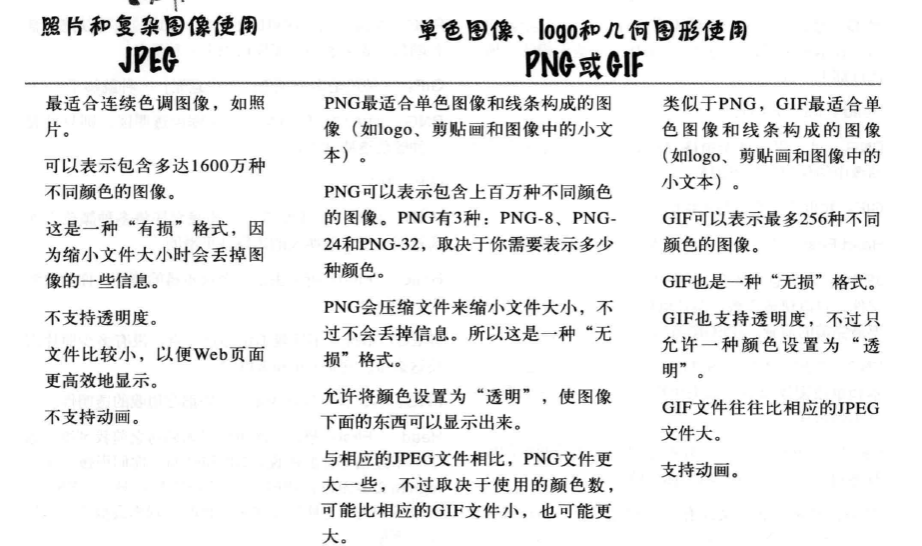 照片和复杂图像使用
JPEG
单色图像、logo和几何图形使用
PNG或GIF
最适合连续色调图像，如照
片。
可以表示包含多达1600万种
不同颜色的图像。
这是一种“有损”格式，因
为缩小文件大小时会丢掉图
像的一些信息。
不支持透明度。
文件比较小，以便Web页面
更高效地显示。
不支持动画。
PNG最适合单色图像和线条构成的图
像（如logo、剪贴画和图像中的小文
本）。
PNG可以表示包含上百万种不同颜色
的图像。PNG有3种：PNG-8、PNG-
24和PNG-32，取决于你需要表示多少
种颜色。
PNG会压缩文件来缩小文件大小，不
过不会丢掉信息。所以这是一种“无
损”格式。
允许将颜色设置为“透明”，使图像
下面的东西可以显示出来。
与相应的JPEG文件相比，PNG文件更
大一些，不过取决于使用的颜色数，
可能比相应的GIF文件小，也可能更
大。
类似于PNG，GIF最适合单
色图像和线条构成的图像
（如logo、剪贴画和图像中的
小文本）。
GIF可以表示最多256种不同
颜色的图像。
GIF也是一种“无损”格式。
GIF也支持透明度，不过只
允许一种颜色设置为“透
明”。
GIF文件往往比相应的JPEG
文件大。
支持动画。